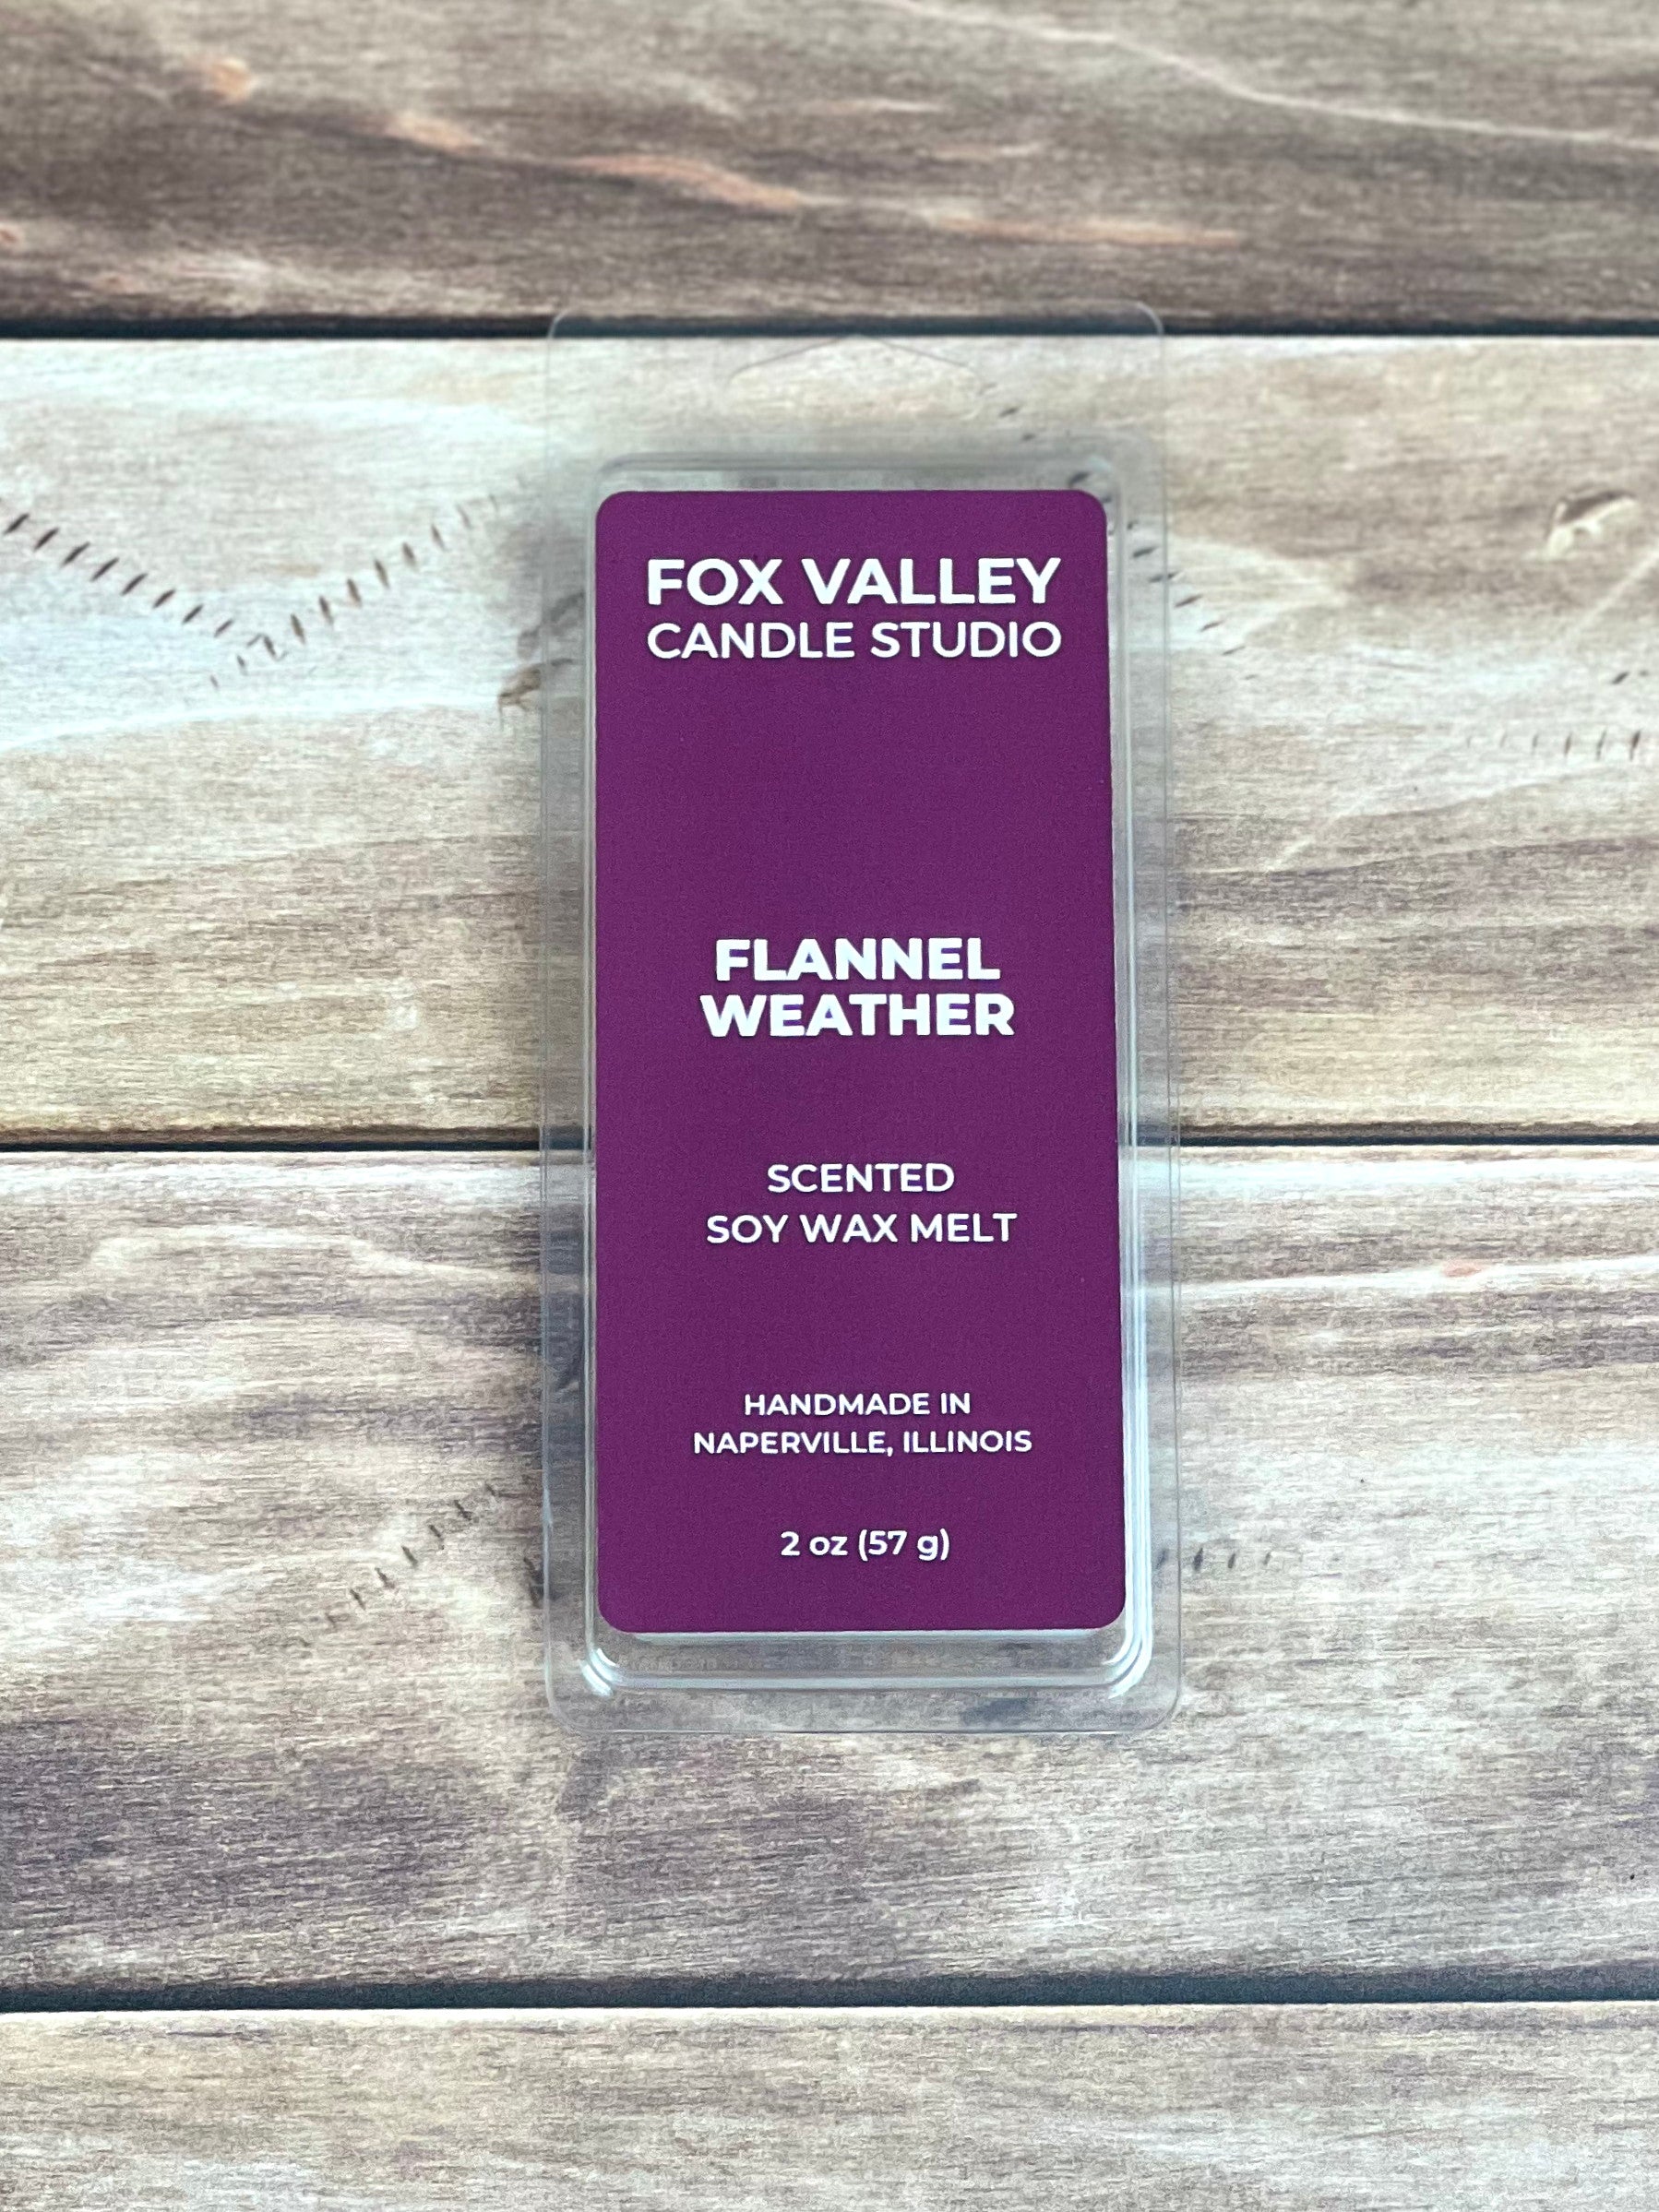 FOX VALLEY
CANDLE STUDIO
FLANNEL
WEATHER
SCENTED
SOY WAX MELT
HANDMADE IN
NAPERVILLE, ILLINOIS
2 oz (57 g)